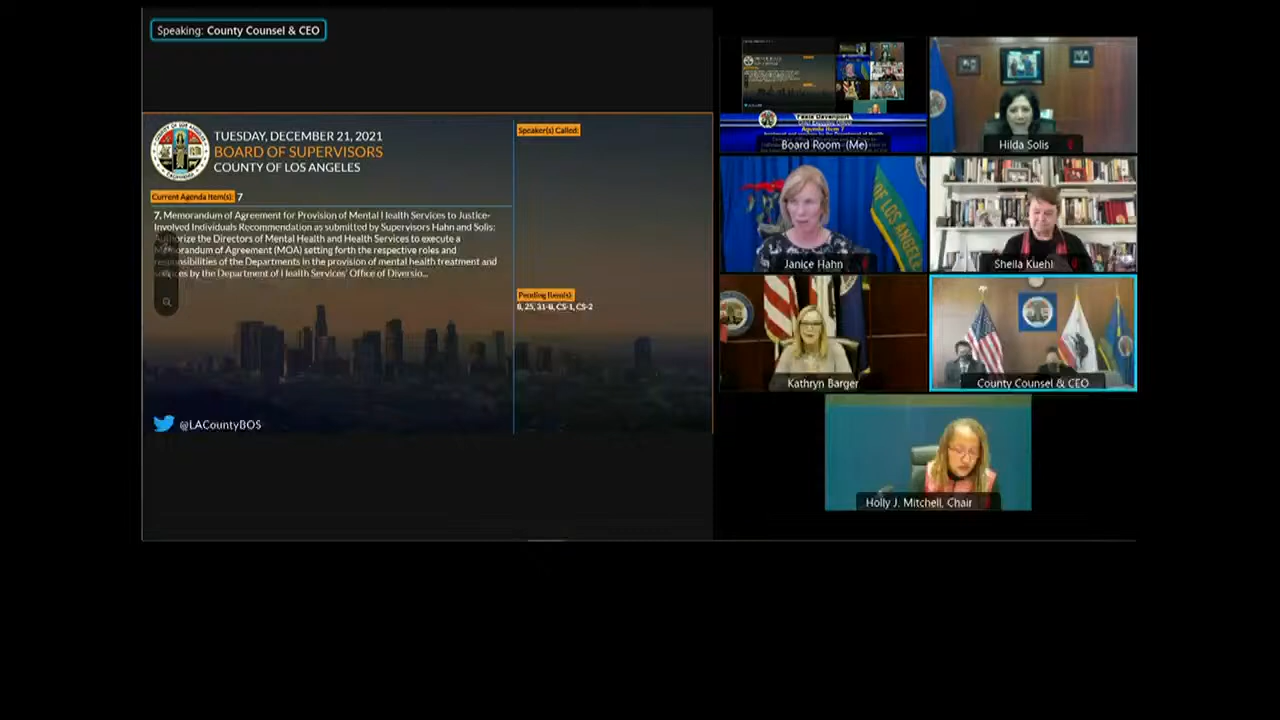 Speaking: County Counsel & CEO
TUESDAY, DECEMBER 21, 2021
BOARD OF SUPERVISORS
COUNTY OF LOS ANGELES
Current Agenda Item(s): 7
7. Memorandum of Agreement for Provision of Mental Health Services to Justice-
Involved Individuals Recommendation as submitted by Supervisors Hahn and Solis:
Authorize the Directors of Mental Health and Health Services to execute a
Memorandum of Agreement (MOA) setting forth the respective roles and
responsibilities of the Departments in the provision of mental health treatment and
services by the Department of Health Services' Office of Diversio...
@LACountyBOS
Speaker(s) Called:
Pending Item(s):
8, 25, 31-B, CS-1, CS-2
Agenda Item 7
Board Room (Me)
Hilda Solis
Janice Hahn
Sheila Kuehl
Kathryn Barger
County Counsel & CEO
Holly J. Mitchell, Chair